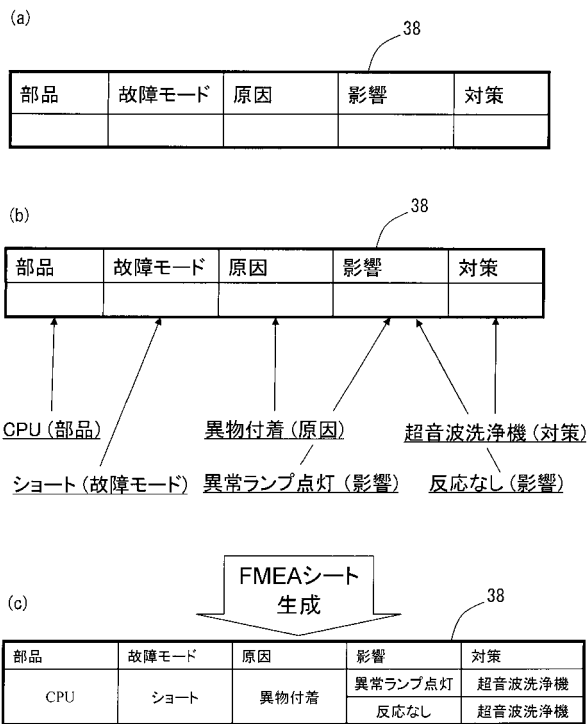 (a)
38
部品 故障モード 原因 影響 対策
(b)
38
部品 故障モード 原因 影響 対策
CPU(部品) 異物付着(原因) 超音波洗浄機(対策)
ショート(故障モード) 異常ランプ点灯(影響) 反応なし(影響)
FMEAシート
生成
(c)
38
部品 故障モード 原因 影響 対策
CPU ショート 異物付着 異常ランプ点灯 超音波洗浄機
反応なし 超音波洗浄機